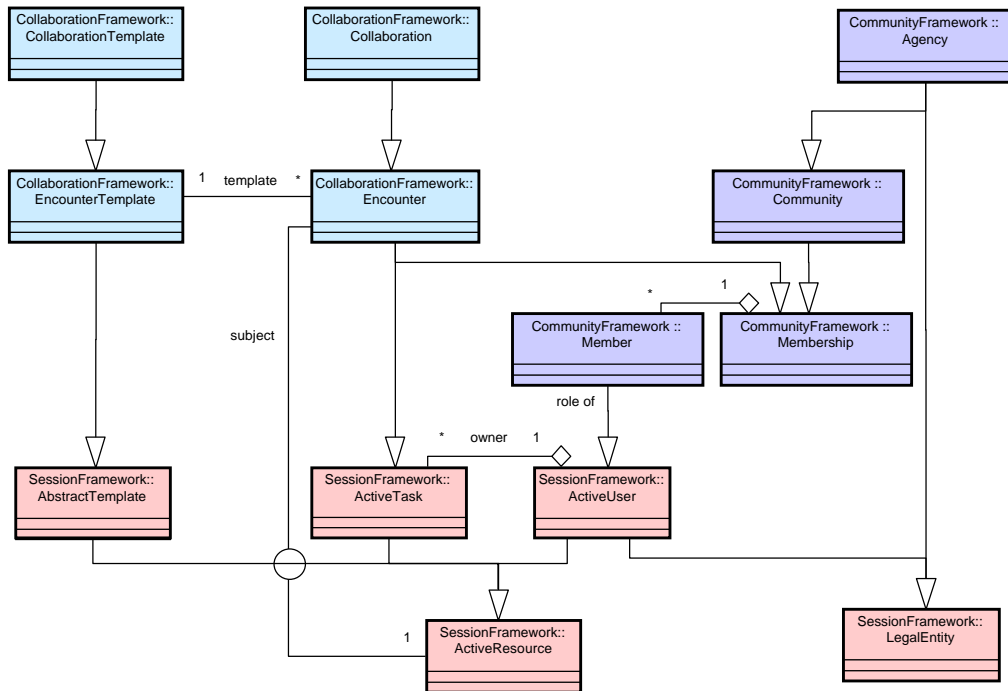 CollaborationFramework::
CollaborationTemplate
CollaborationFramework::
Collaboration
CommunityFramework ::
Agency
CollaborationFramework::
EncounterTemplate
1 template *
CollaborationFramework::
Encounter
CommunityFramework ::
Community
subject
* 1
CommunityFramework ::
Member
CommunityFramework ::
Membership
role of
* owner 1
SessionFramework::
AbstractTemplate
SessionFramework::
ActiveTask
SessionFramework::
ActiveUser
1
SessionFramework::
ActiveResource
SessionFramework::
LegalEntity